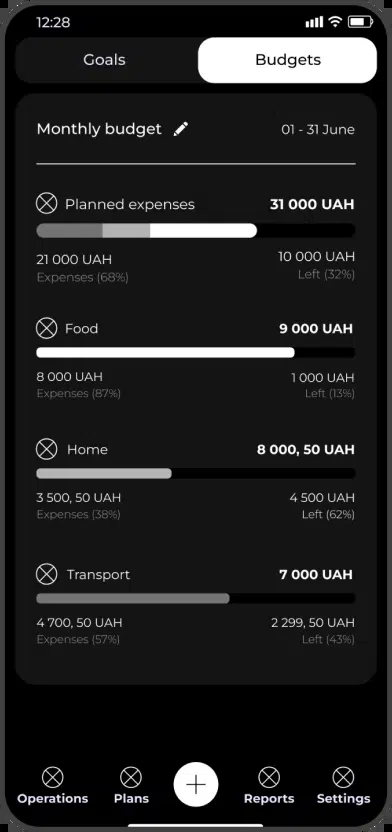 12:28
Goals Budgets
Monthly budget 01 - 31 June
Planned expenses 31 000 UAH
21 000 UAH 10 000 UAH
Expenses (68%) Left (32%)
Food 9 000 UAH
8 000 UAH 1 000 UAH
Expenses (87%) Left (13%)
Home 8 000, 50 UAH
3 500, 50 UAH 4 500 UAH
Expenses (38%) Left (62%)
Transport 7 000 UAH
4 700, 50 UAH 2 299, 50 UAH
Expenses (57%) Left (43%)
Operations Plans Reports Settings